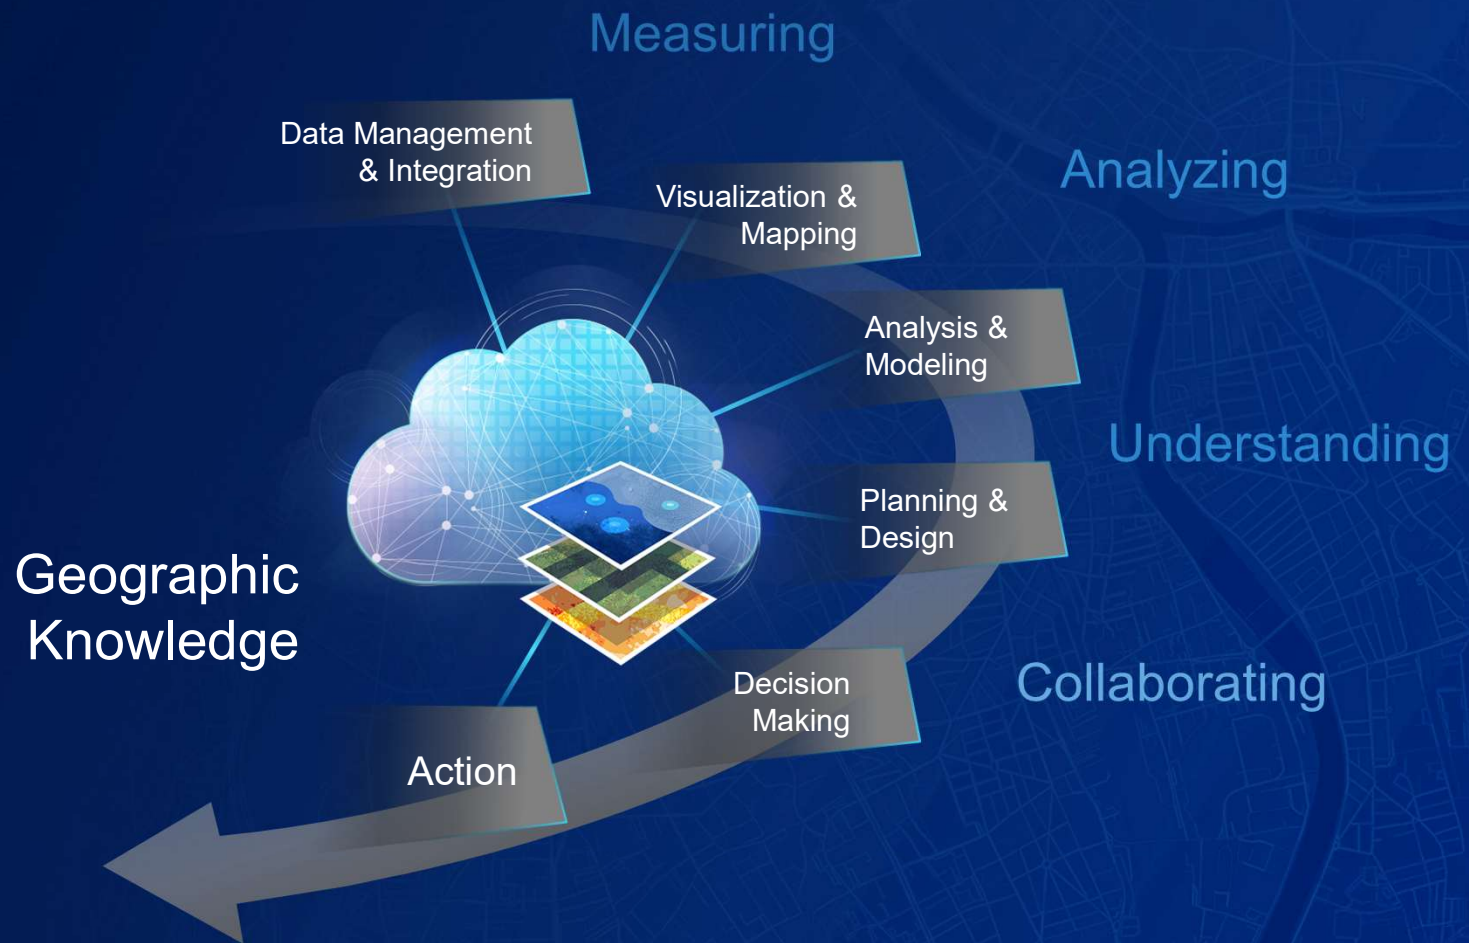 Measuring
Data Management
& Integration
Visualization &
Mapping
Analyzing
Analysis &
Modeling
Understanding
Planning &
Design
Geographic
Knowledge
Decision
Making
Collaborating
Action